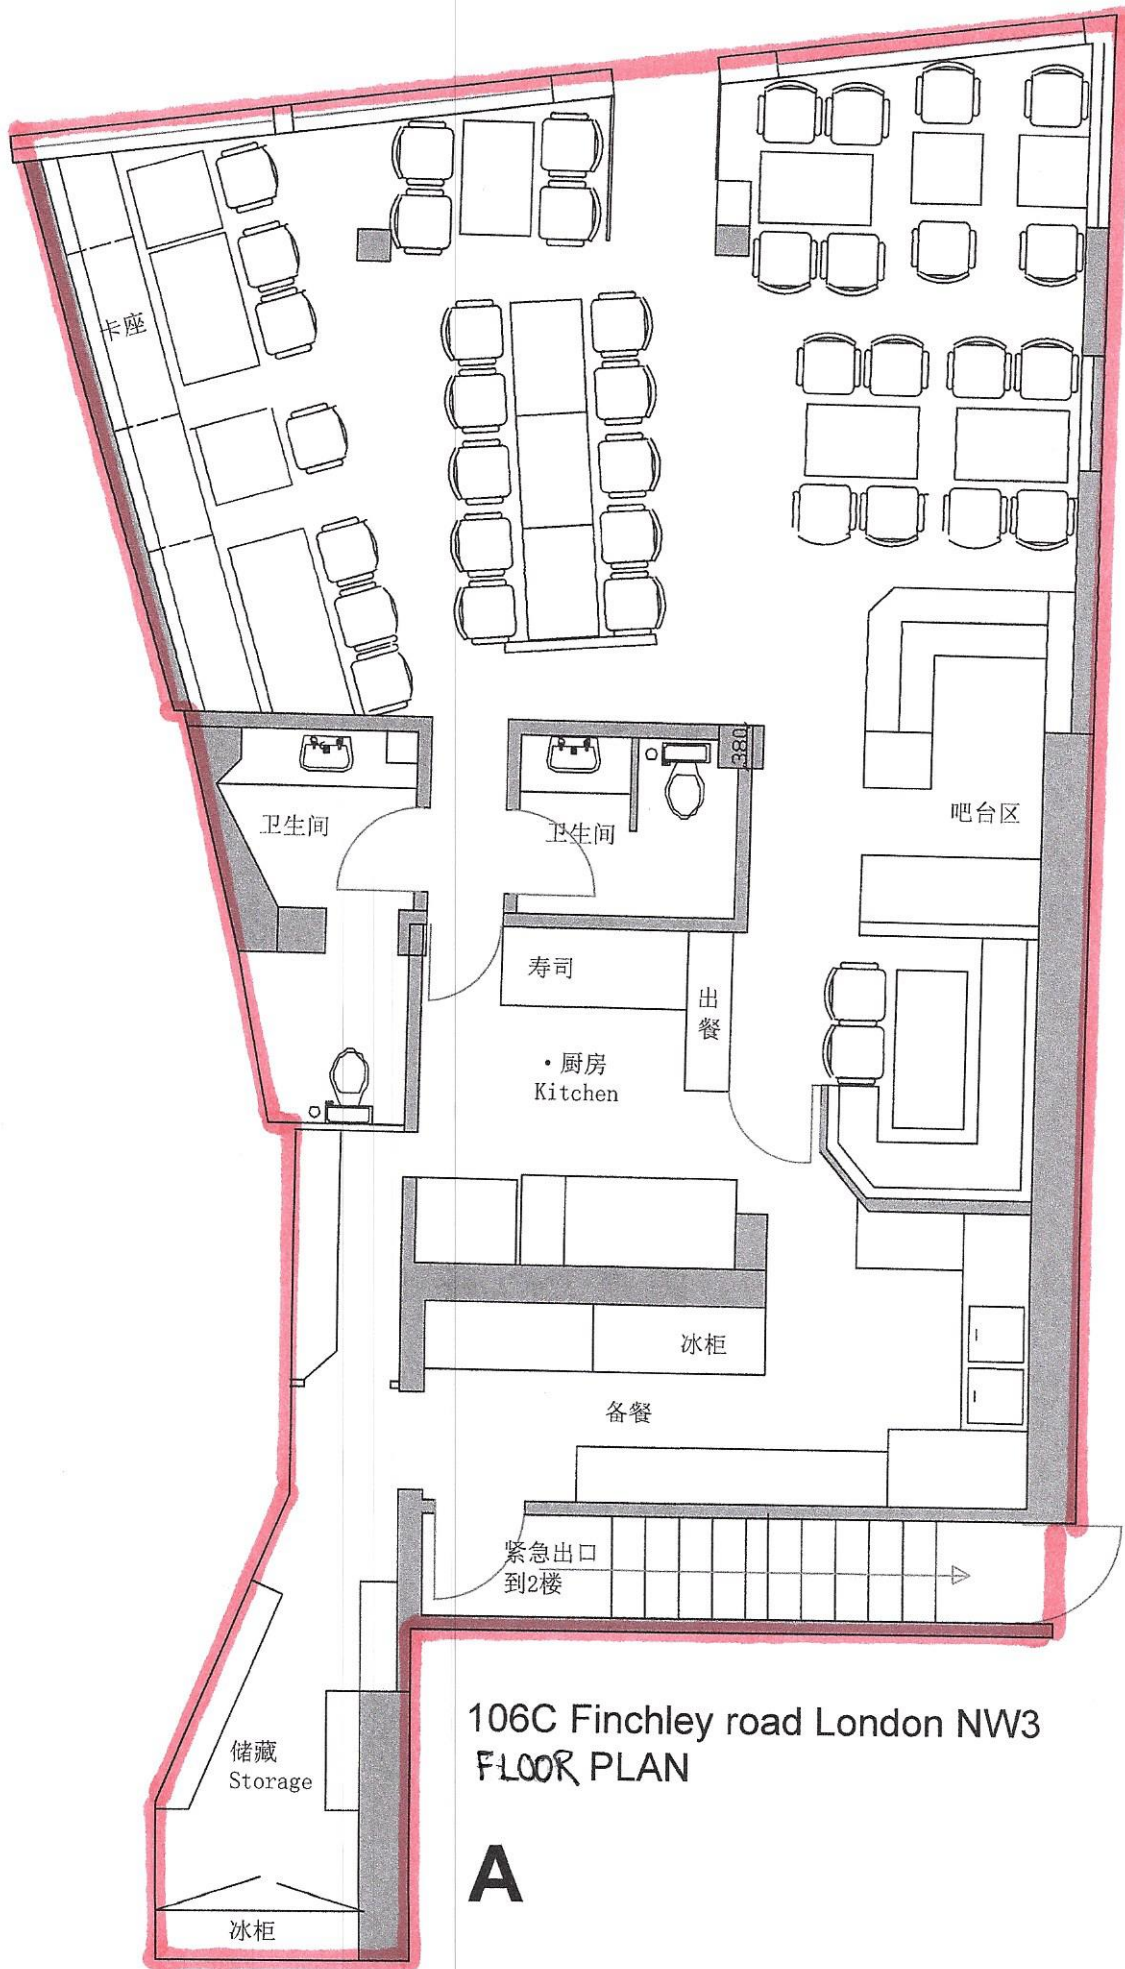 卡座
卫生间
卫生间
380
吧台区
寿司
出
餐
厨房
Kitchen
冰柜
备餐
紧急出口
到2楼
106C Finchley road London NW3
FLOOR PLAN
储藏
Storage
A
冰柜